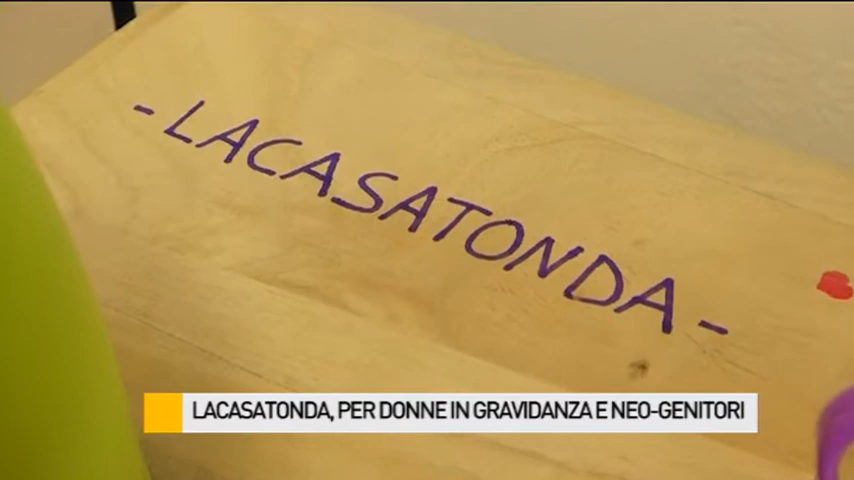 - LACASATONDA -
LACASATONDA, PER DONNE IN GRAVIDANZA E NEO-GENITORI